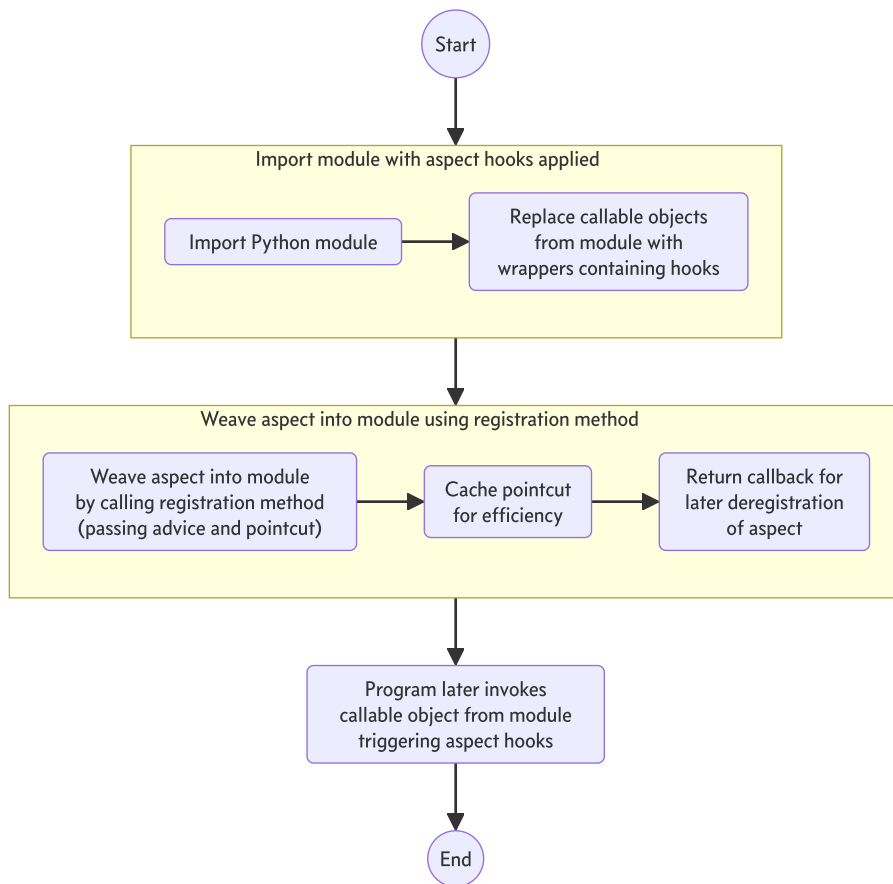 Start
Import module with aspect hooks applied
Import Python module
Replace callable objects
from module with
wrappers containing hooks
Weave aspect into module using registration method
Weave aspect into module
by calling registration method
(passing advice and pointcut)
Cache pointcut
for efficiency
Return callback for
later deregistration
of aspect
Program later invokes
callable object from module
triggering aspect hooks
End